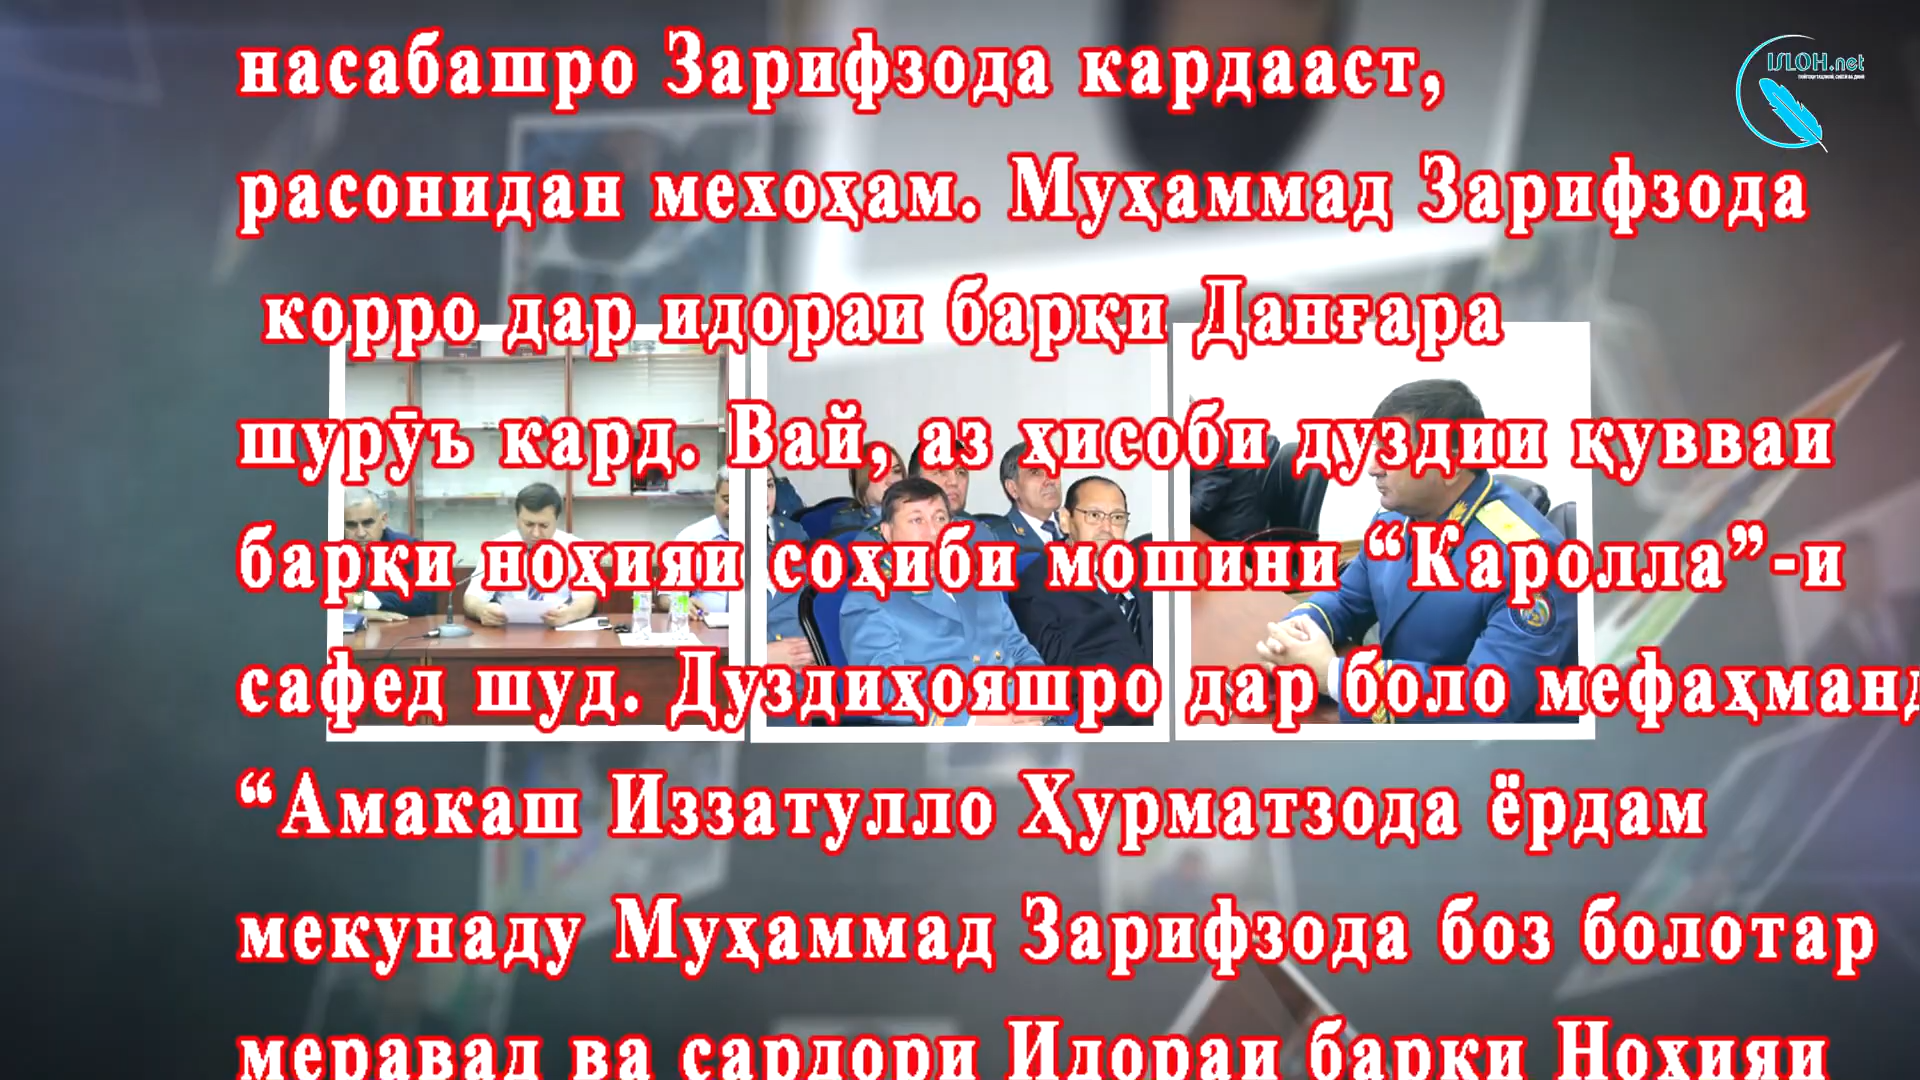 насабашро Зарифзода кардааст,
ISLOH.net
расонидан мехоҳам. Муҳаммад Зарифзода
корро дар идораи барқи Данғара
шурӯъ кард. Вай, аз ҳисоби дуздии қувваи
барқи ноҳияи соҳиби мошини “Каролла”-и
сафед шуд. Дуздиҳояшро дар боло мефаҳманд
“Амакаш Иззатулло Ҳурматзода ёрдам
мекунаду Муҳаммад Зарифзода боз болотар
меравад ва сардори Идораи барқи Ноҳияи